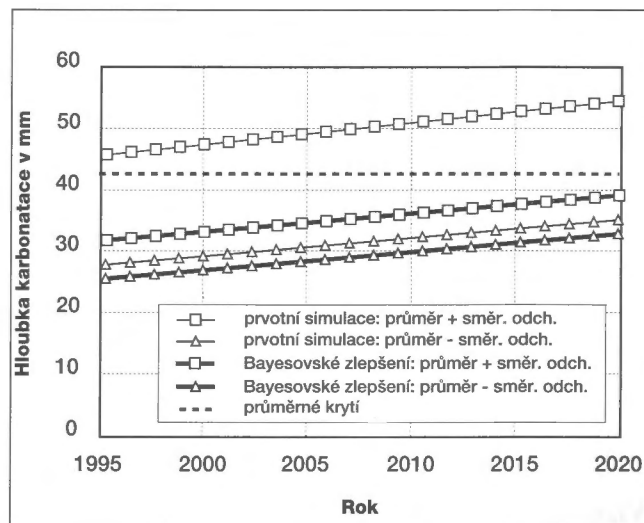 60
50
40
30
20
10
0
Hloubka karbonatace v mm
prvotní simulace: průměr + směr. odch.
prvotní simulace: průměr - směr. odch.
Bayesovské zlepšení: průměr + směr. odch.
Bayesovské zlepšení: průměr - směr. odch.
průměrné krytí
1995 2000 2005 2010 2015 2020
Rok